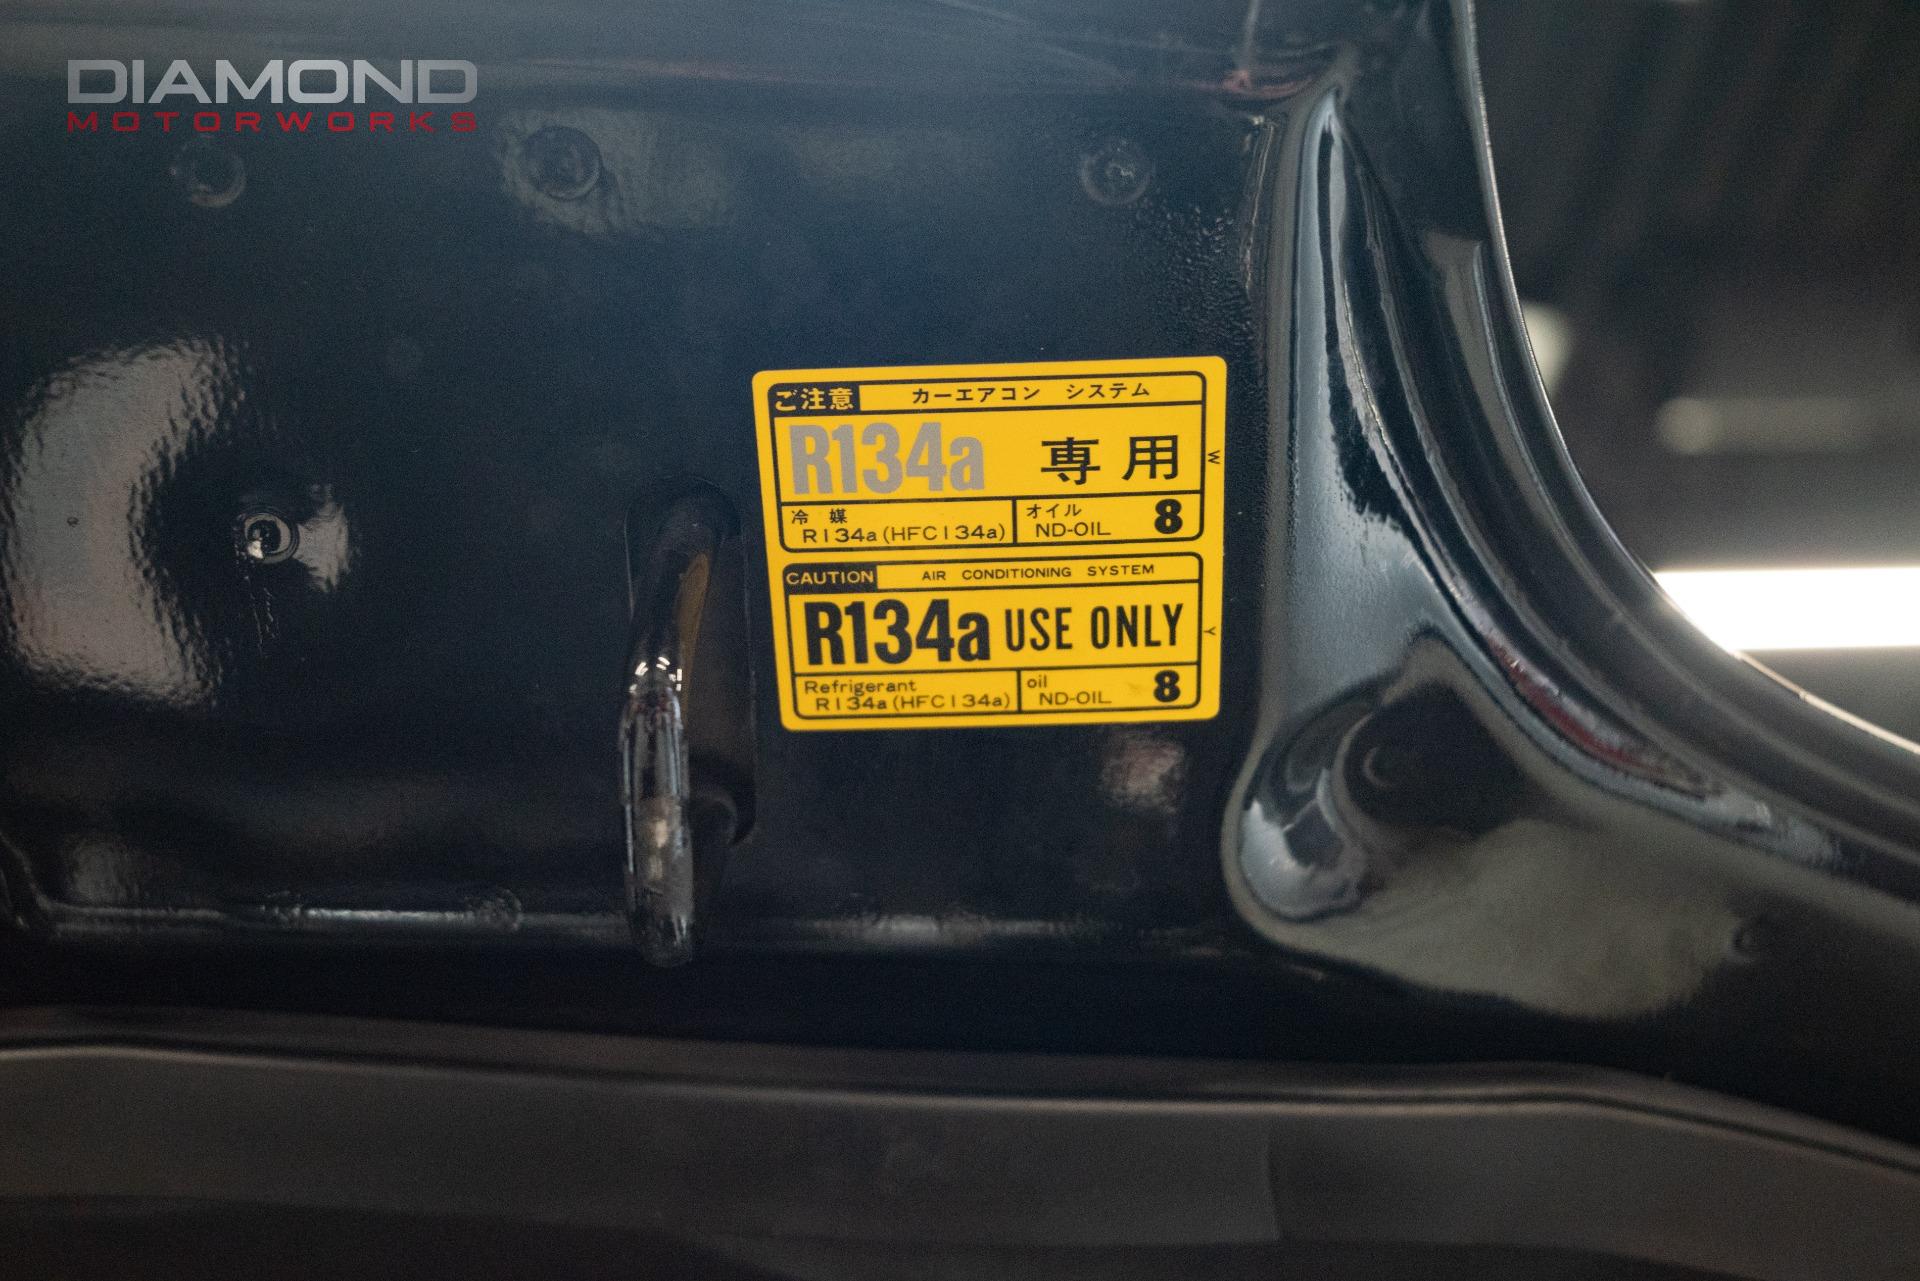 DIAMOND
MOTORWORKS
ご注意 カーエアコン システム
R134a 専用
冷媒 オイル
R134a (HFC134a) ND-OIL 8
CAUTION AIR CONDITIONING SYSTEM
R134a USE ONLY
Refrigerant oil
R134a (HFC134a) ND-OIL 8
W
Y